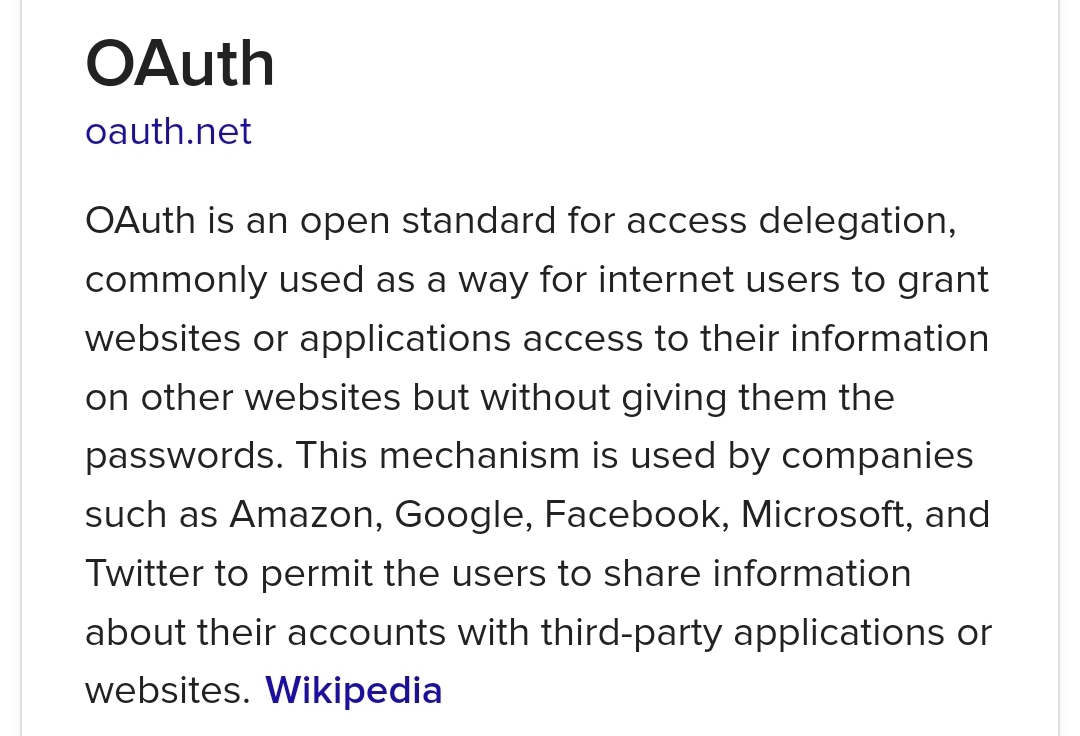 OAuth
oauth.net
OAuth is an open standard for access delegation,
commonly used as a way for internet users to grant
websites or applications access to their information
on other websites but without giving them the
passwords. This mechanism is used by companies
such as Amazon, Google, Facebook, Microsoft, and
Twitter to permit the users to share information
about their accounts with third-party applications or
websites. Wikipedia